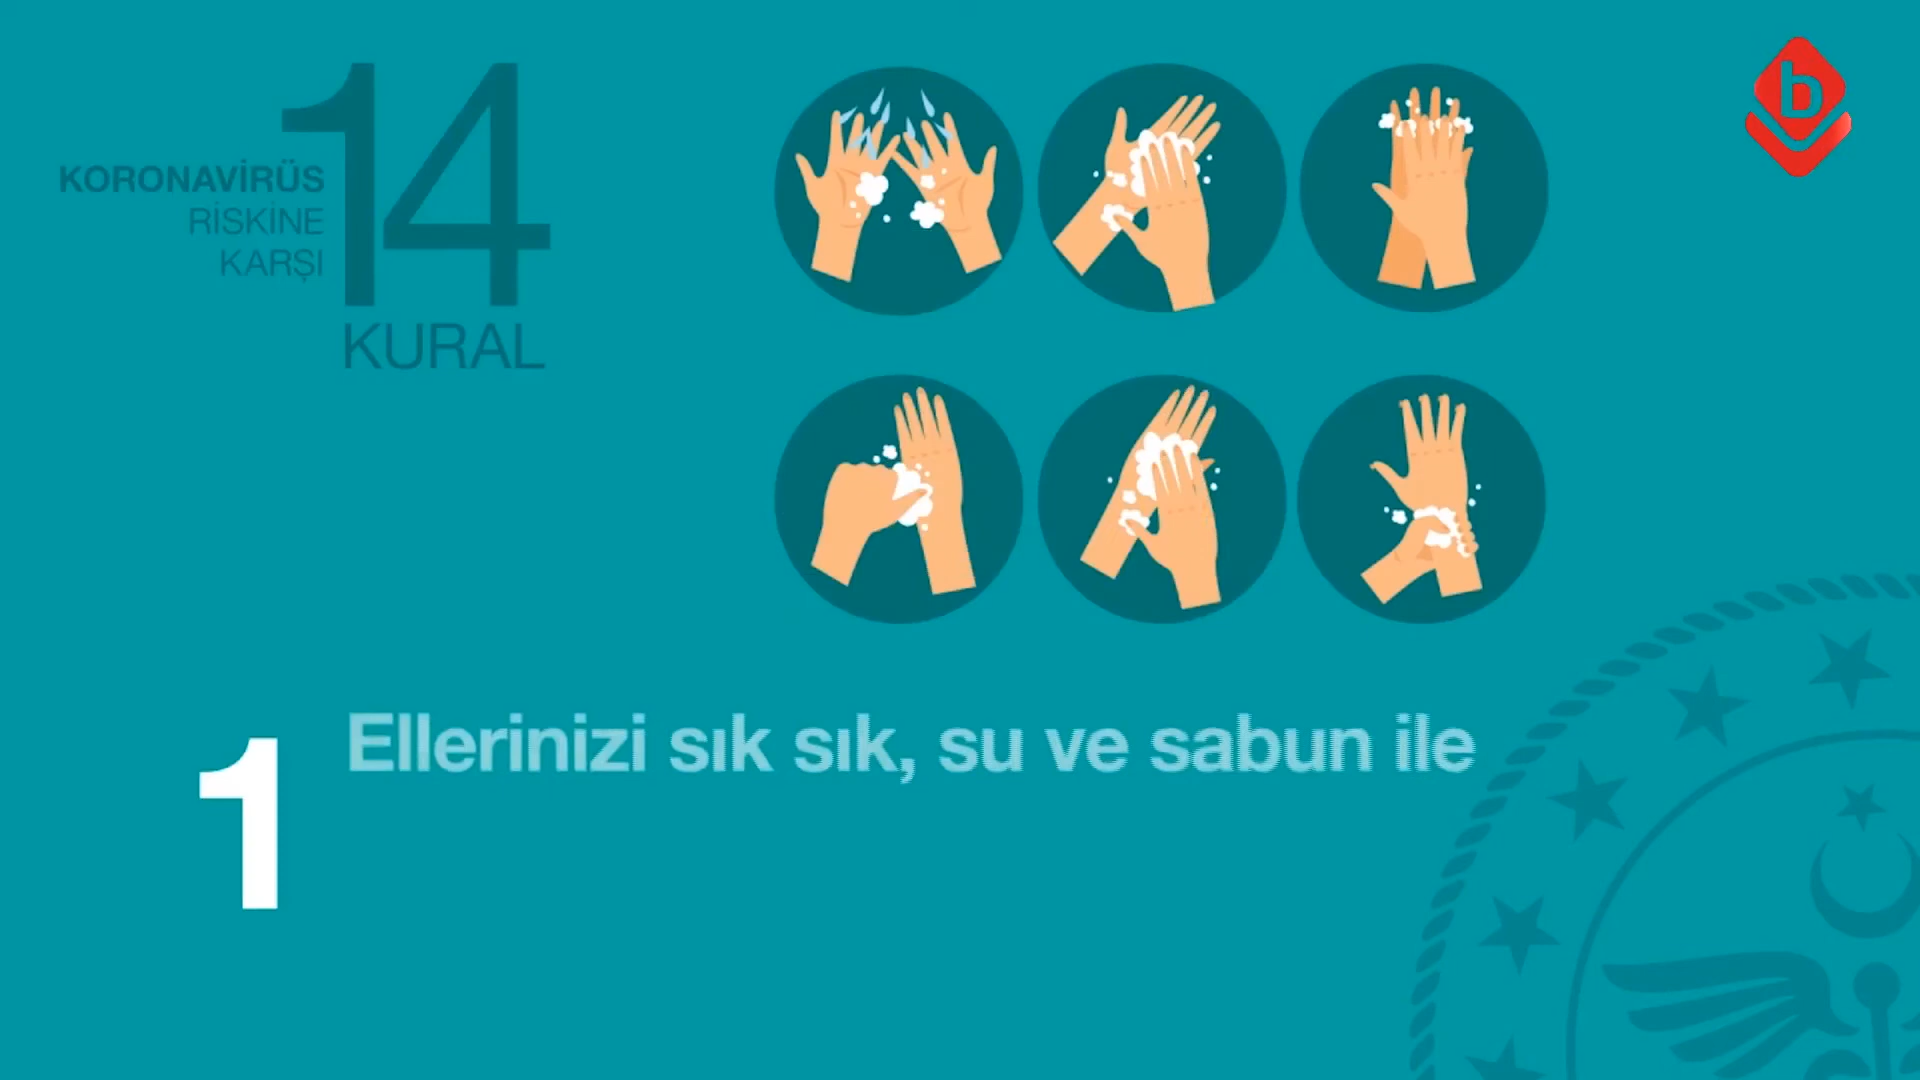 KORONAVİRÜS
RİSKİNE
KARŞI
14
KURAL
b
1
Ellerinizi sık sık, su ve sabun ile